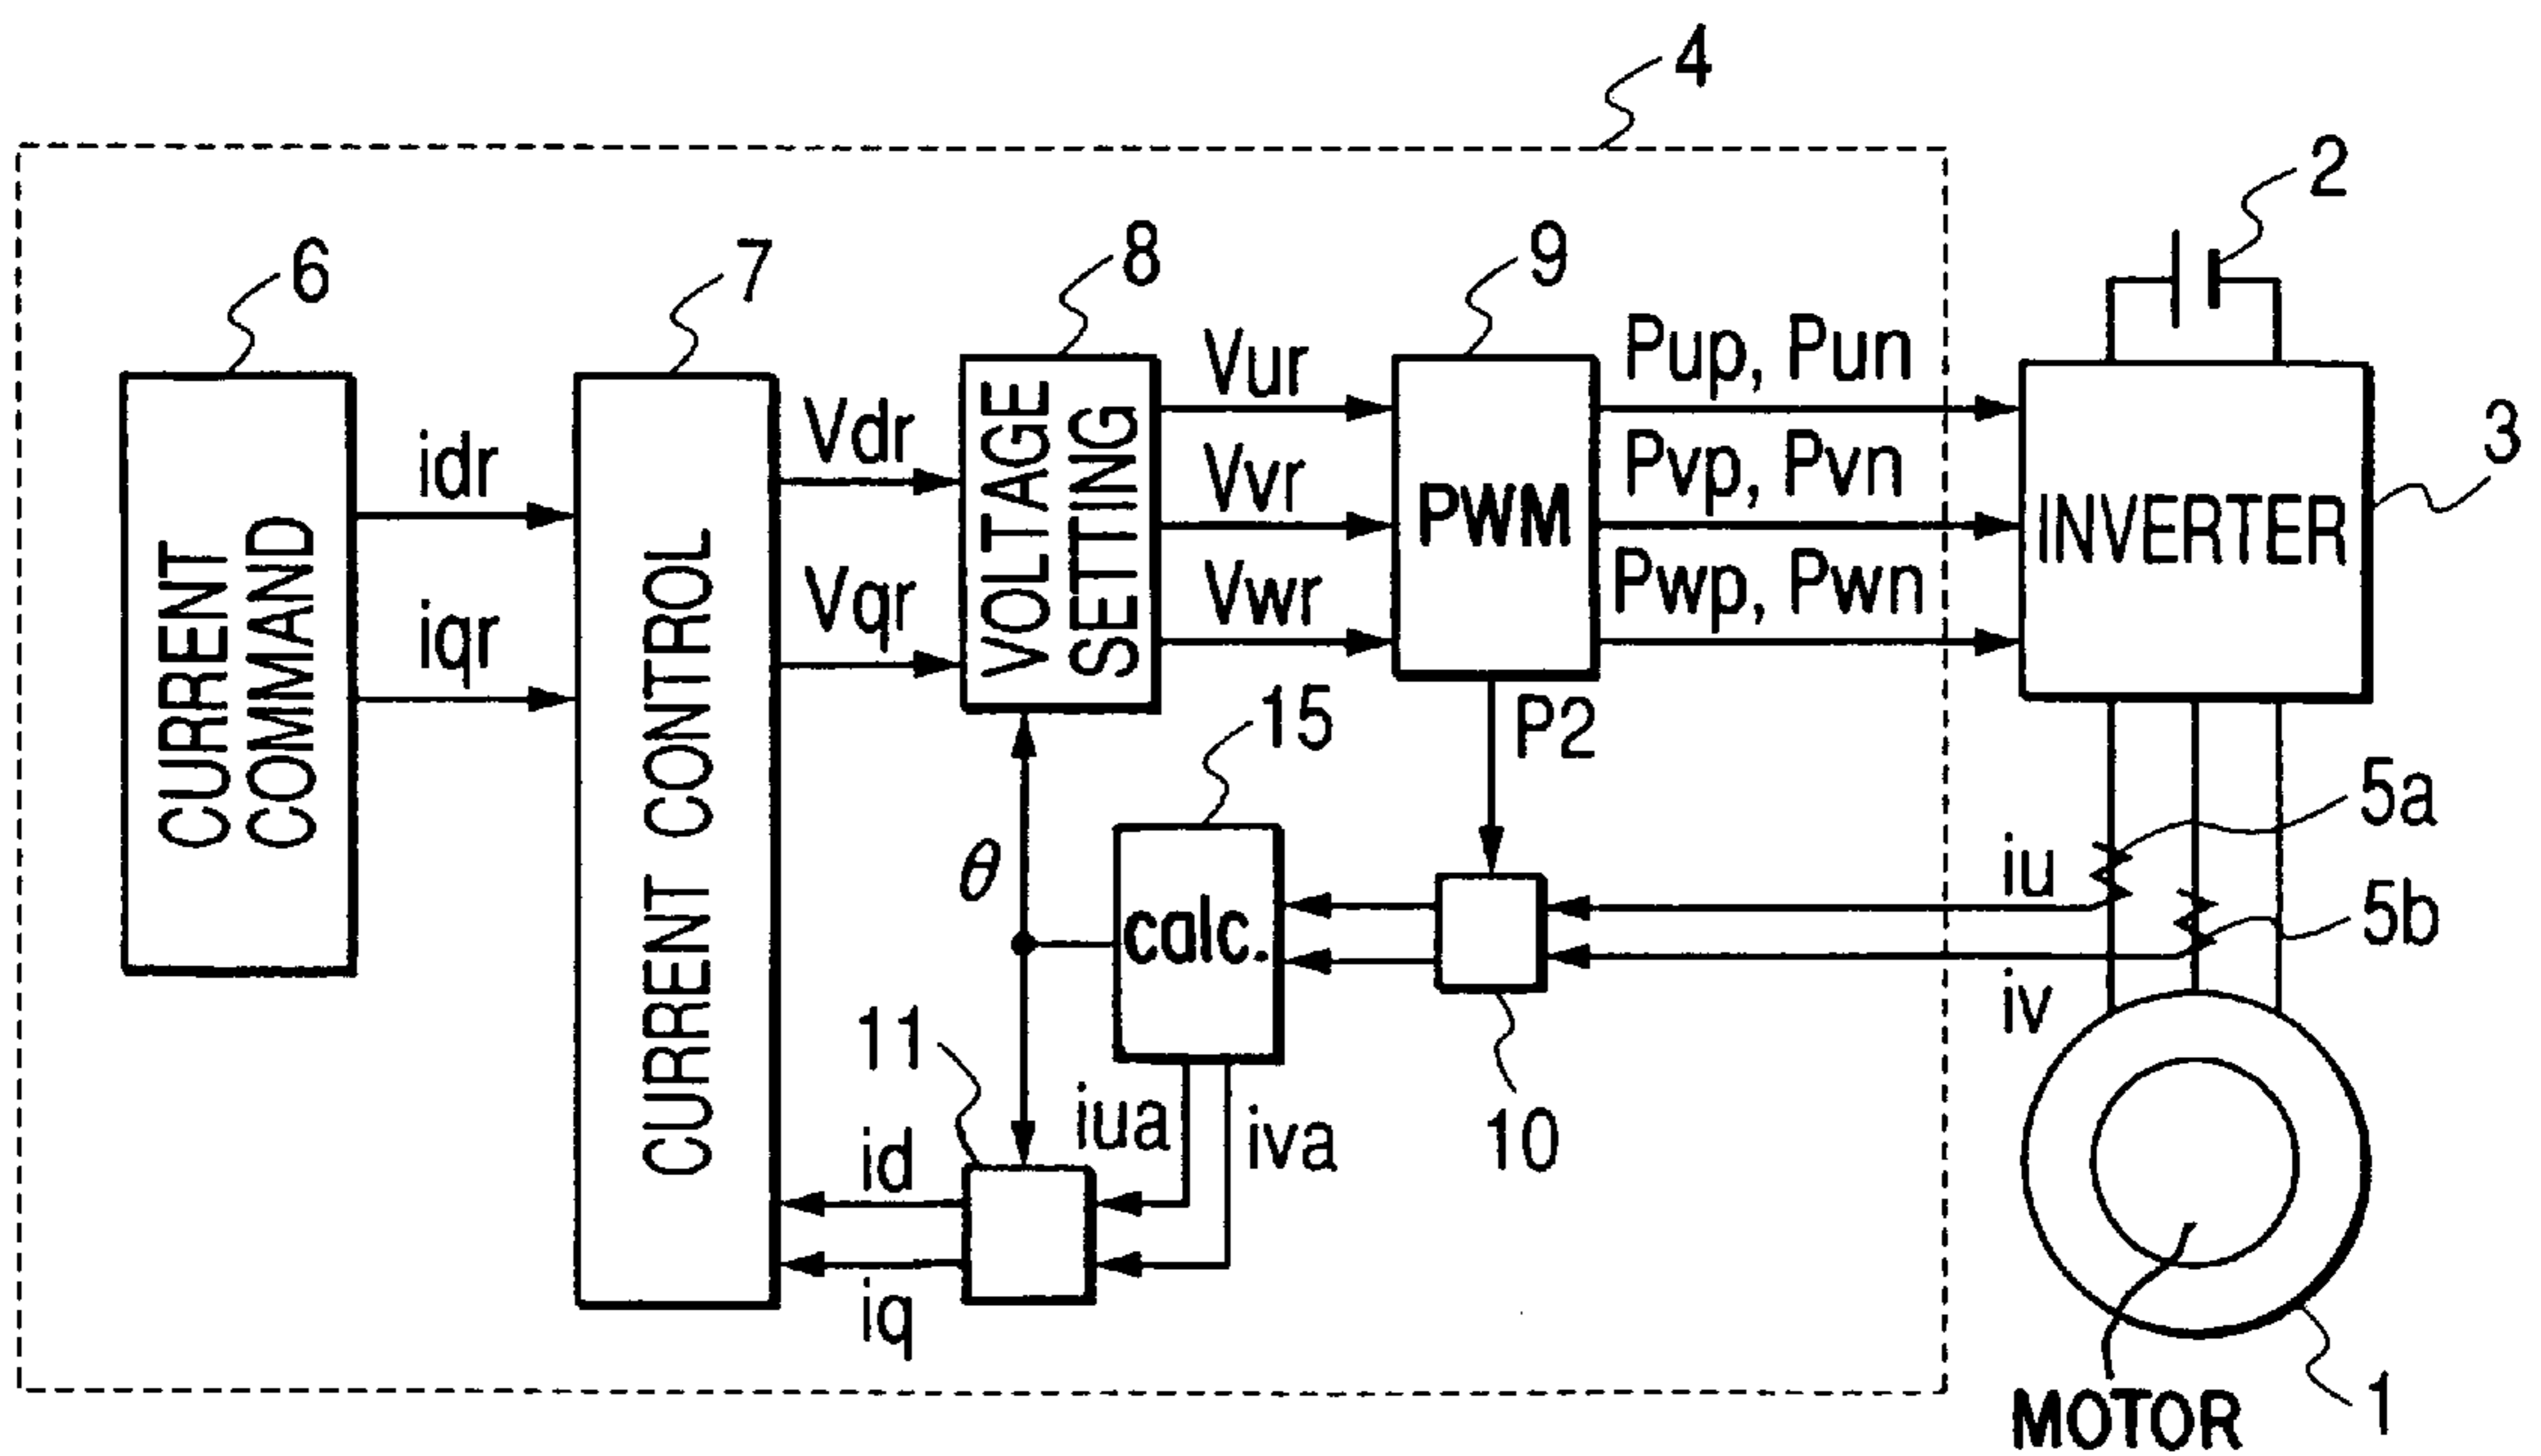 4
2
6
7
8
9
Vur
Pup, Pun
3
idr
Vdr
VOLTAGE
SETTING
Vvr
PWM
Pvp, Pvn
INVERTER
CURRENT
COMMAND
iqr
CURRENT CONTROL
Vqr
Vwr
Pwp, Pwn
15
P2
5a
θ
calc.
iu
5b
iv
11
iua
iva
10
id
iq
MOTOR
1